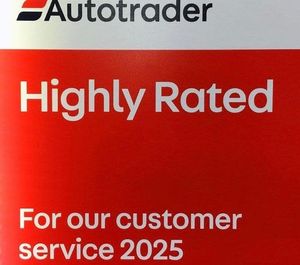 Autotrader
Highly Rated
For our customer
service 2025